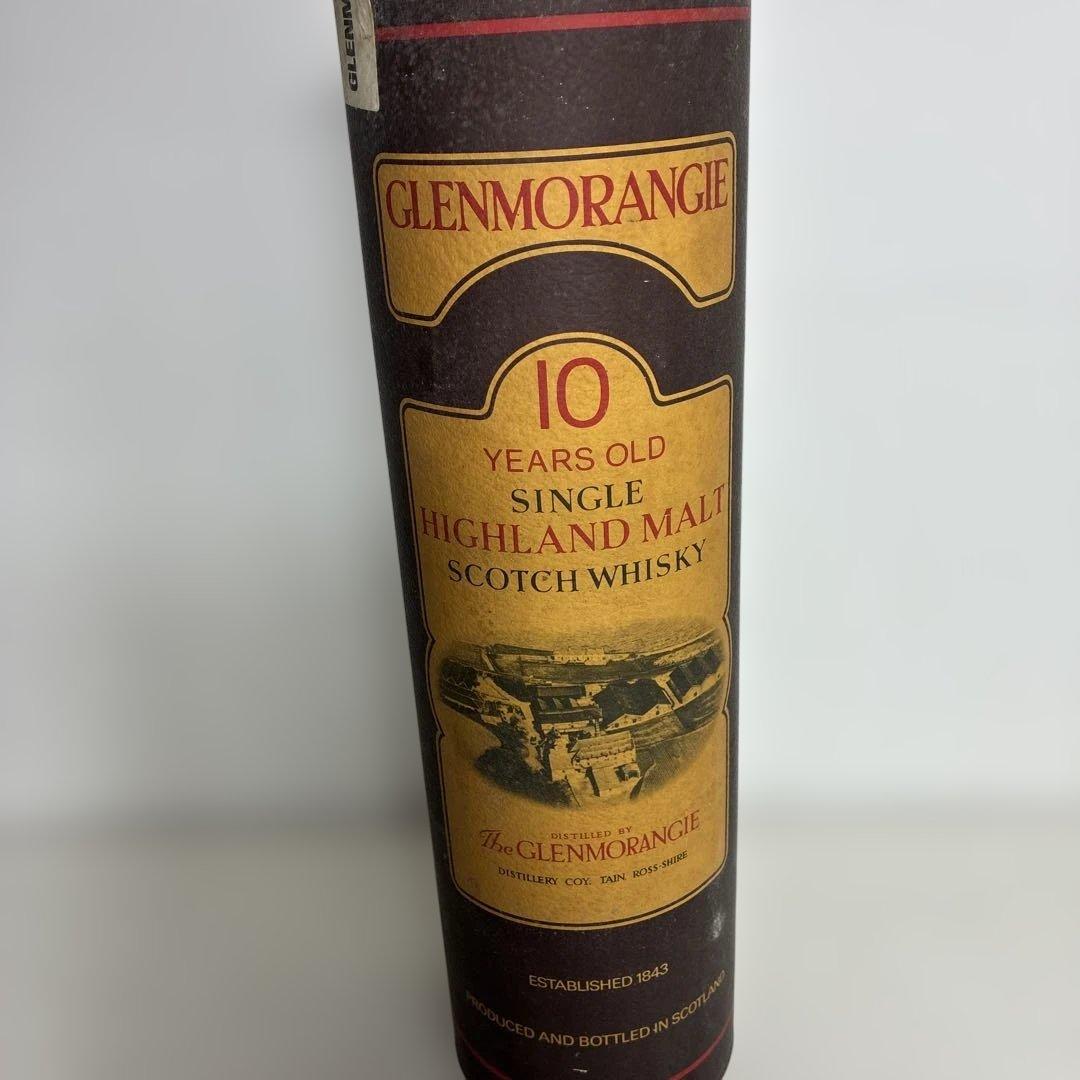 GLENM
GLENMORANGIE
10
YEARS OLD
SINGLE
HIGHLAND MALT
SCOTCH WHISKY
DISTILLED BY
The GLENMORANGIE
DISTILLERY COY. TAIN, ROSS-SHIRE
ESTABLISHED 1843
PRODUCED AND BOTTLED IN SCOTLAND